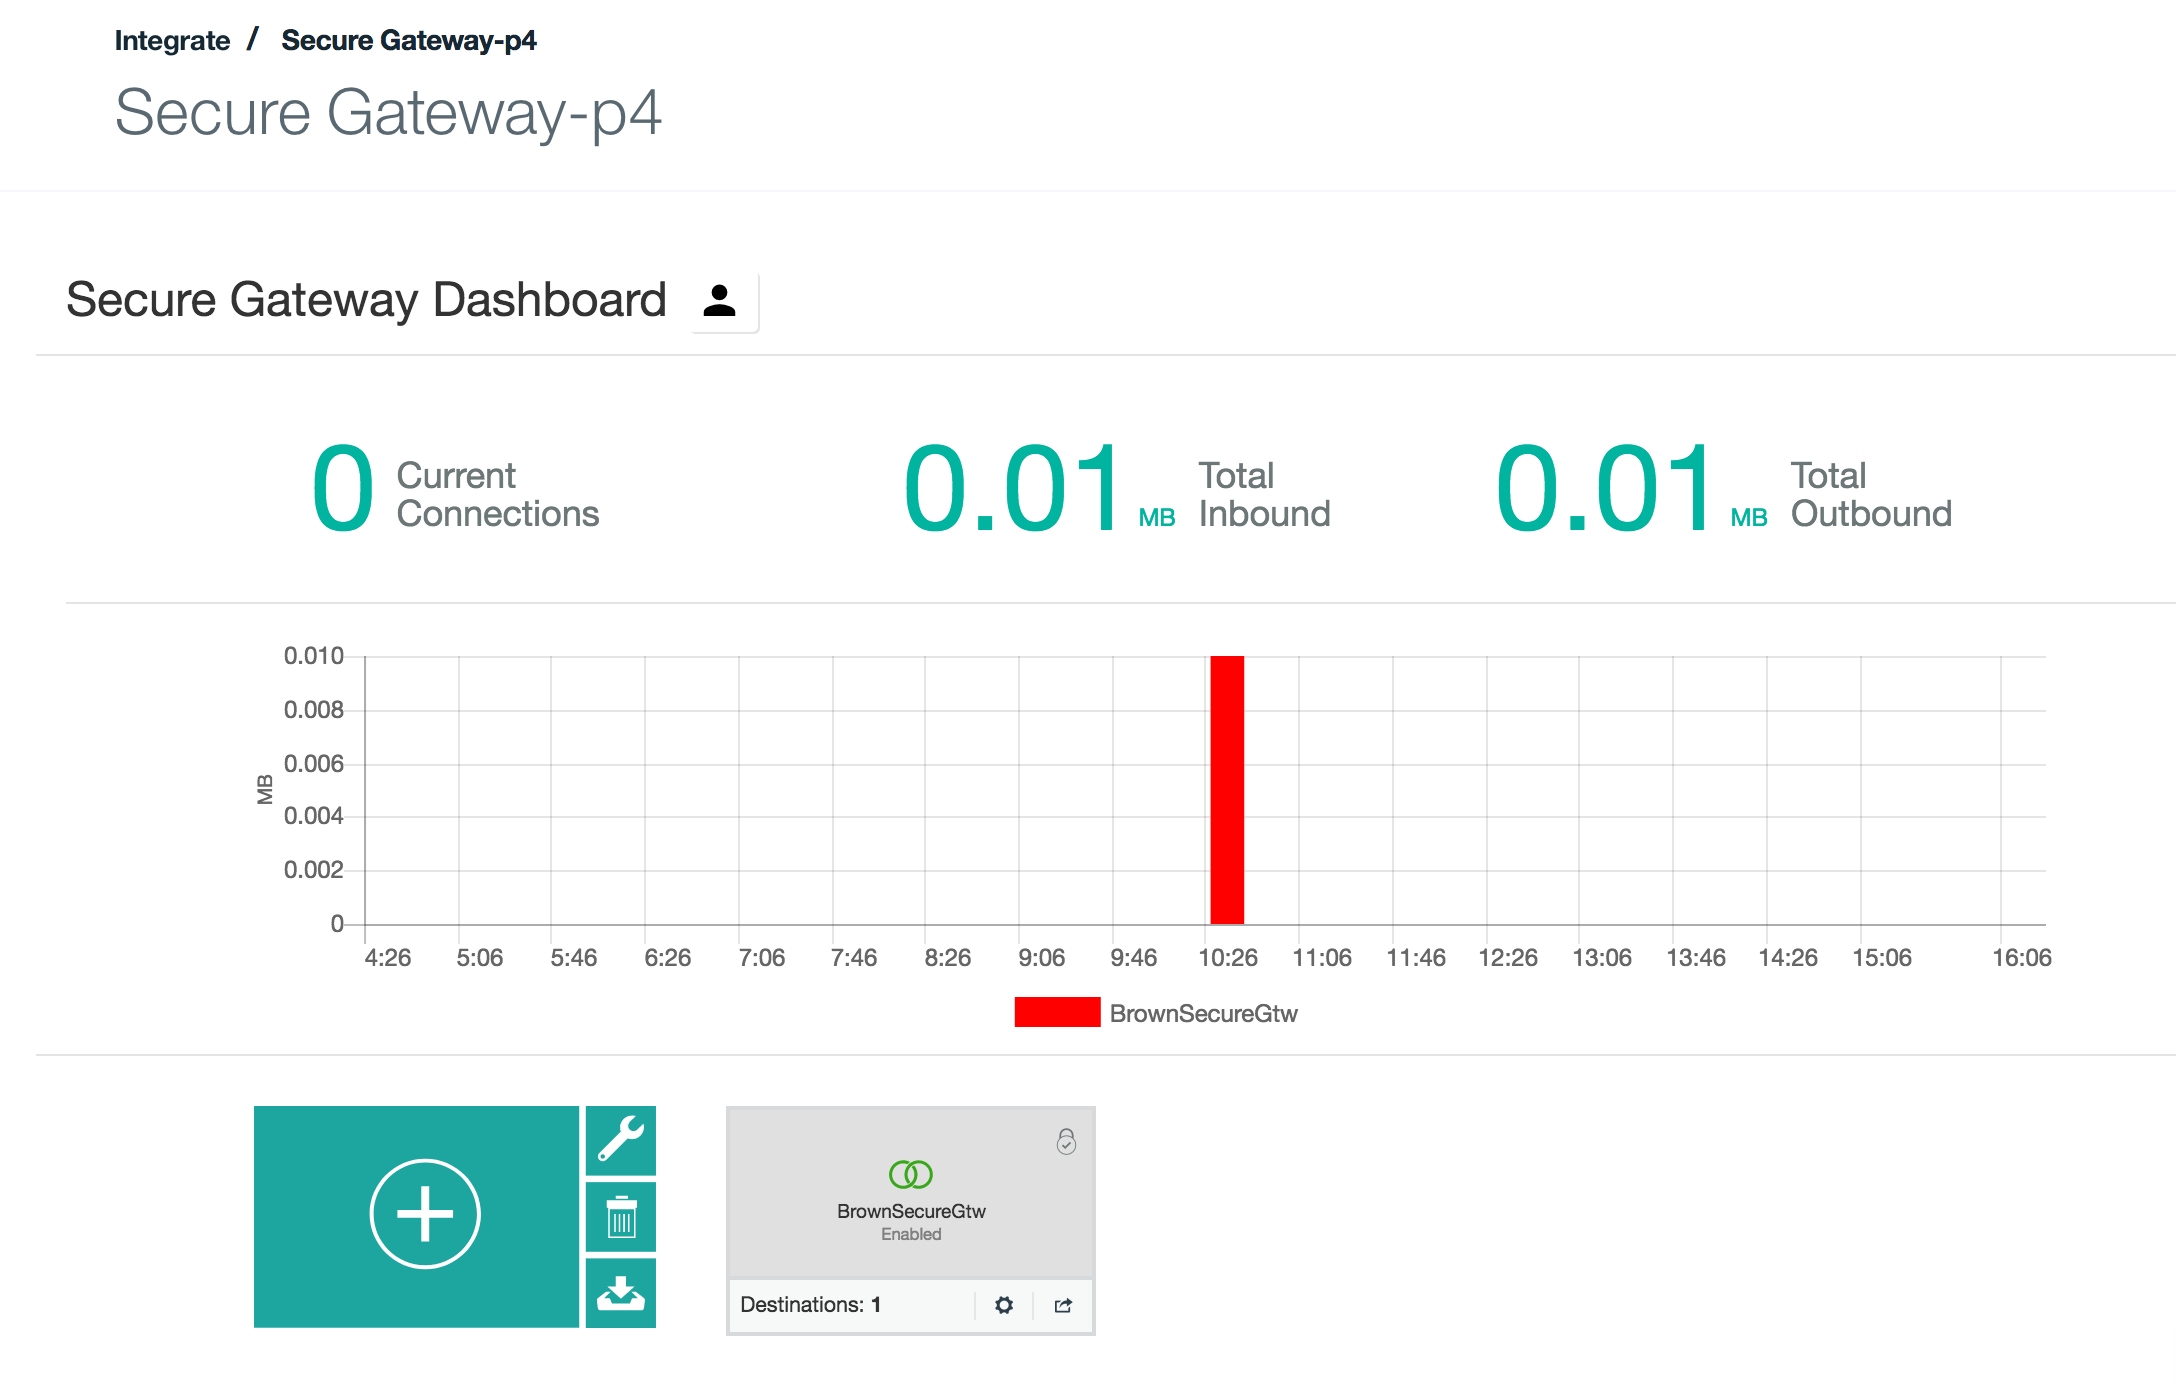 Integrate / Secure Gateway-p4
Secure Gateway-p4
Secure Gateway Dashboard
0 Current Connections
0.01 MB Total Inbound
0.01 MB Total Outbound
0.010
0.008
0.006
0.004
0.002
0
MB
4:26 5:06 5:46 6:26 7:06 7:46 8:26 9:06 9:46 10:26 11:06 11:46 12:26 13:06 13:46 14:26 15:06 16:06
BrownSecureGtw
BrownSecureGtw
Enabled
Destinations: 1